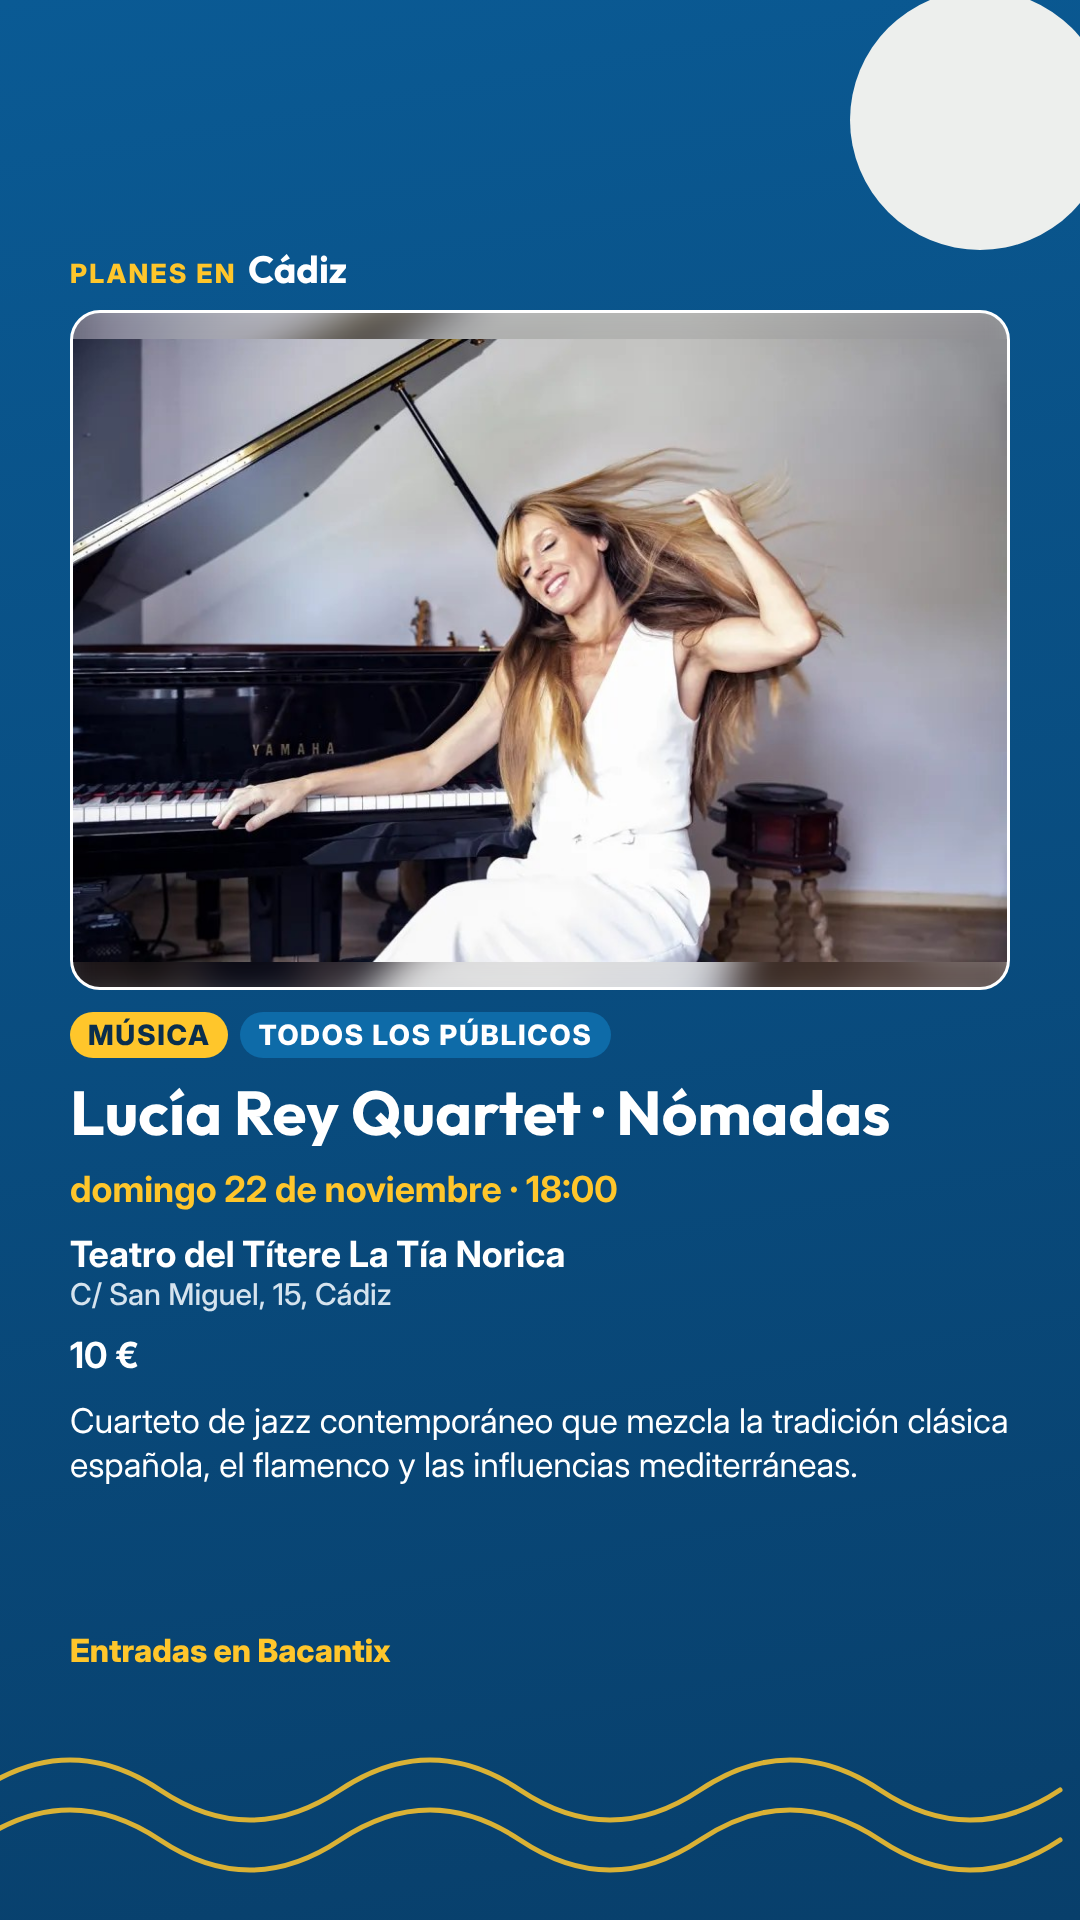 PLANES EN Cádiz
YAMAHA
MÚSICA TODOS LOS PÚBLICOS
Lucía Rey Quartet · Nómadas
domingo 22 de noviembre · 18:00
Teatro del Títere La Tía Norica
C/ San Miguel, 15, Cádiz
10 €
Cuarteto de jazz contemporáneo que mezcla la tradición clásica
española, el flamenco y las influencias mediterráneas.
Entradas en Bacantix